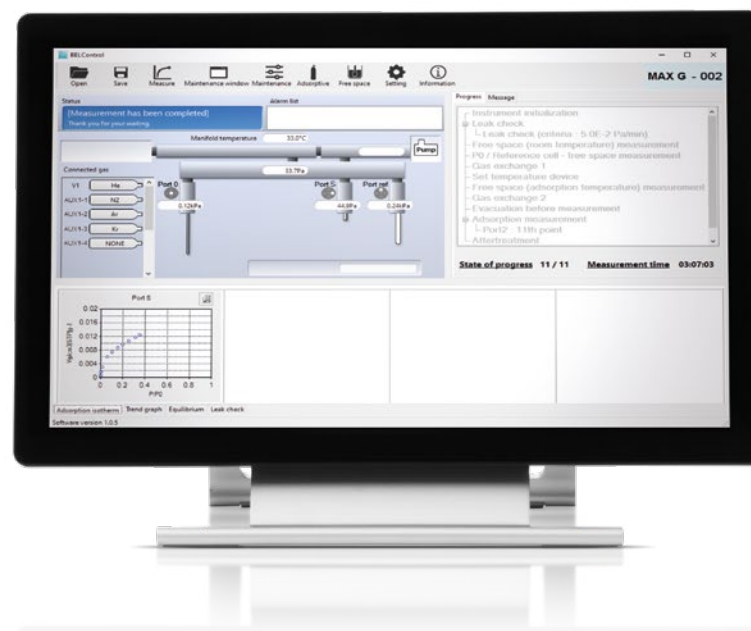 BELControl
Open Save Measure Maintenance window Maintenance Adsorptive Free space Setting Information
MAX G - 002
Status
[Measurement has been completed]
Thank you for your waiting.
Alarm list
Manifold temperature 33.0°C
Pump
33.7Pa
Connected gas
V1 He
AUX1-1 N2
AUX1-2 Ar
AUX1-3 Kr
AUX1-4 NONE
Port 0 Port S Port ref.
0.12kPa 44.9Pa 0.24kPa
Progress Message
Instrument initialization
Leak check
Leak check (criteria : 5.0E-2 Pa/min)
Free space (room temperature) measurement
P0 / Reference cell - free space measurement
Gas exchange 1
Set temperature device
Free space (adsorption temperature) measurement
Gas exchange 2
Evacuation before measurement
Adsorption measurement
Port2 : 11th point
Aftertreatment
State of progress 11 / 11 Measurement time 03:07:03
Port S
0.02
0.016
0.012
0.008
0.004
0
0 0.2 0.4 0.6 0.8 1
P/P0
Adsorption isotherm Trend graph Equilibrium Leak check
Software version 1.0.5